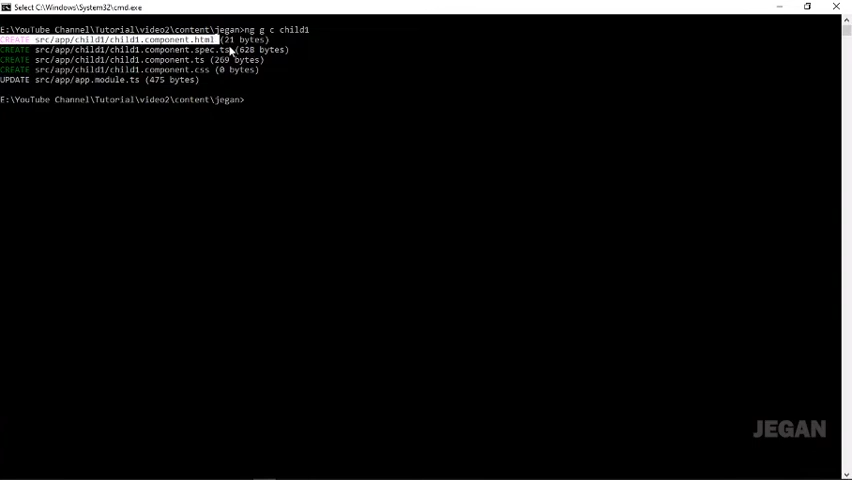 Select C:\Windows\System32\cmd.exe
E:\YouTube Channel\Tutorial\video2\content\jegan>ng g c child1
CREATE src/app/child1/child1.component.html (21 bytes)
CREATE src/app/child1/child1.component.spec.ts (628 bytes)
CREATE src/app/child1/child1.component.ts (269 bytes)
CREATE src/app/child1/child1.component.css (0 bytes)
UPDATE src/app/app.module.ts (475 bytes)
E:\YouTube Channel\Tutorial\video2\content\jegan>
JEGAN